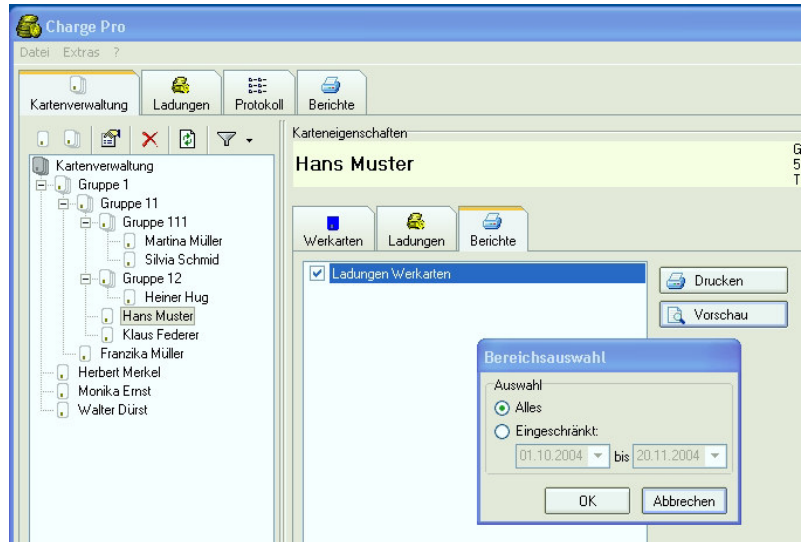 Charge Pro
Datei Extras ?
Kartenverwaltung Ladungen Protokoll Berichte
Kartenverwaltung
Gruppe 1
Gruppe 11
Gruppe 111
Martina Müller
Silvia Schmid
Gruppe 12
Heiner Hug
Hans Muster
Klaus Federer
Franzika Müller
Herbert Merkel
Monika Ernst
Walter Dürst
Karteneigenschaften
Hans Muster
G
5
T
Werkarten Ladungen Berichte
Ladungen Werkarten
Drucken
Vorschau
Bereichsauswahl
Auswahl
Alles
Eingeschränkt:
01.10.2004 bis 20.11.2004
OK Abbrechen